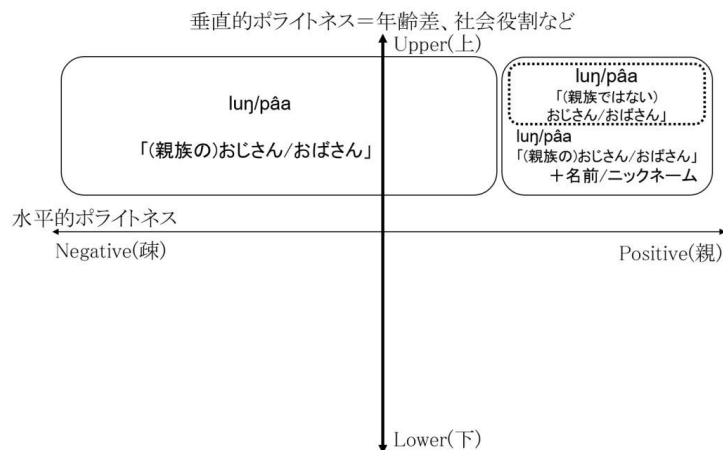 垂直的ポライトネス＝年齢差、社会役割など
Upper(上)
luŋ/pâa
「(親族の)おじさん/おばさん」
luŋ/pâa
「(親族ではない)
おじさん/おばさん」
luŋ/pâa
「(親族の)おじさん/おばさん」
＋名前/ニックネーム
水平的ポライトネス
Negative(疎)
Positive(親)
Lower(下)